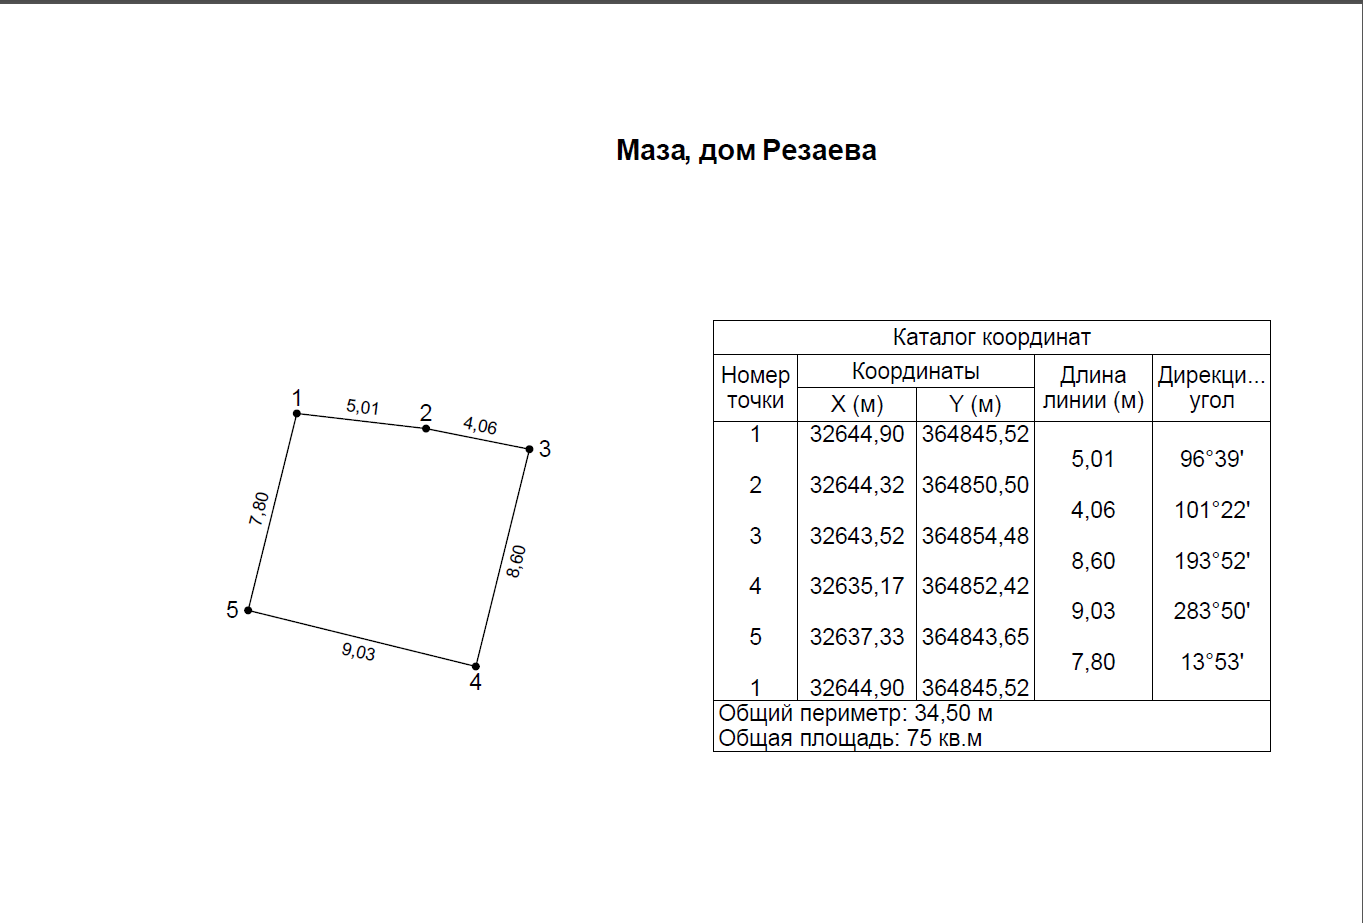 Маза, дом Резаева
1
5,01
2
4,06
3
7,80
8,60
5
9,03
4
Каталог координат
Номер точки
Координаты
X (м)
Y (м)
Длина линии (м)
Дирекци... угол
1 32644,90 364845,52
5,01 96°39'
2 32644,32 364850,50
4,06 101°22'
3 32643,52 364854,48
8,60 193°52'
4 32635,17 364852,42
9,03 283°50'
5 32637,33 364843,65
7,80 13°53'
1 32644,90 364845,52
Общий периметр: 34,50 м
Общая площадь: 75 кв.м